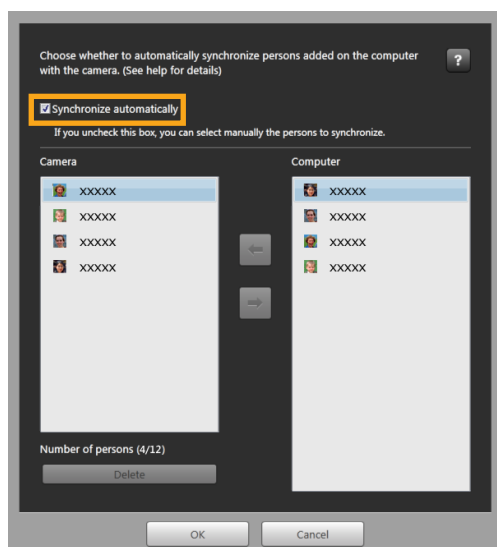 Choose whether to automatically synchronize persons added on the computer
with the camera. (See help for details)
?
Synchronize automatically
If you uncheck this box, you can select manually the persons to synchronize.
Camera
Computer
xxxxx
xxxxx
xxxxx
xxxxx
xxxxx
xxxxx
xxxxx
xxxxx
Number of persons (4/12)
Delete
OK
Cancel